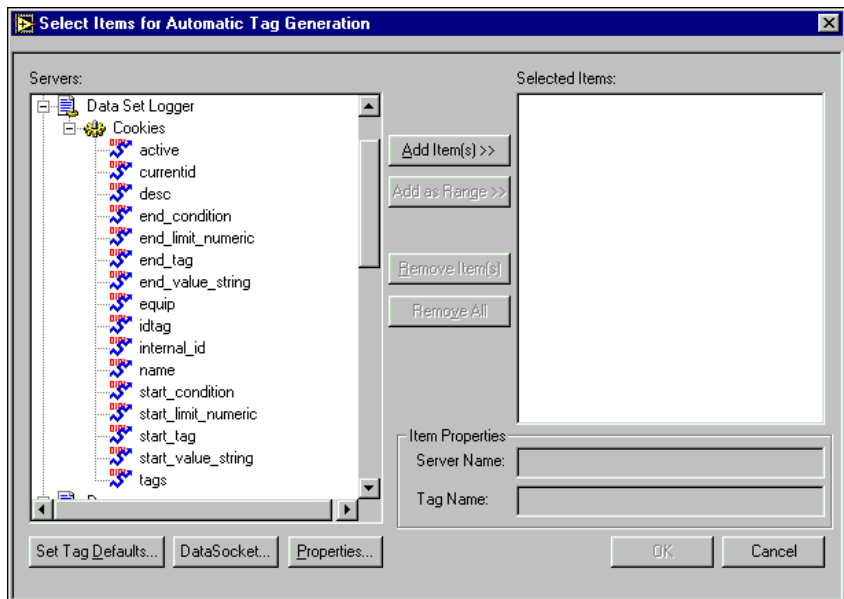 Select Items for Automatic Tag Generation
Servers:
Selected Items:
Data Set Logger
Cookies
active
currentid
desc
end_condition
end_limit_numeric
end_tag
end_value_string
equip
idtag
internal_id
name
start_condition
start_limit_numeric
start_tag
start_value_string
tags
Add Item(s) >>
Add as Range >>
Remove Item(s)
Remove All
Item Properties
Server Name:
Tag Name:
Set Tag Defaults...
DataSocket...
Properties...
OK
Cancel